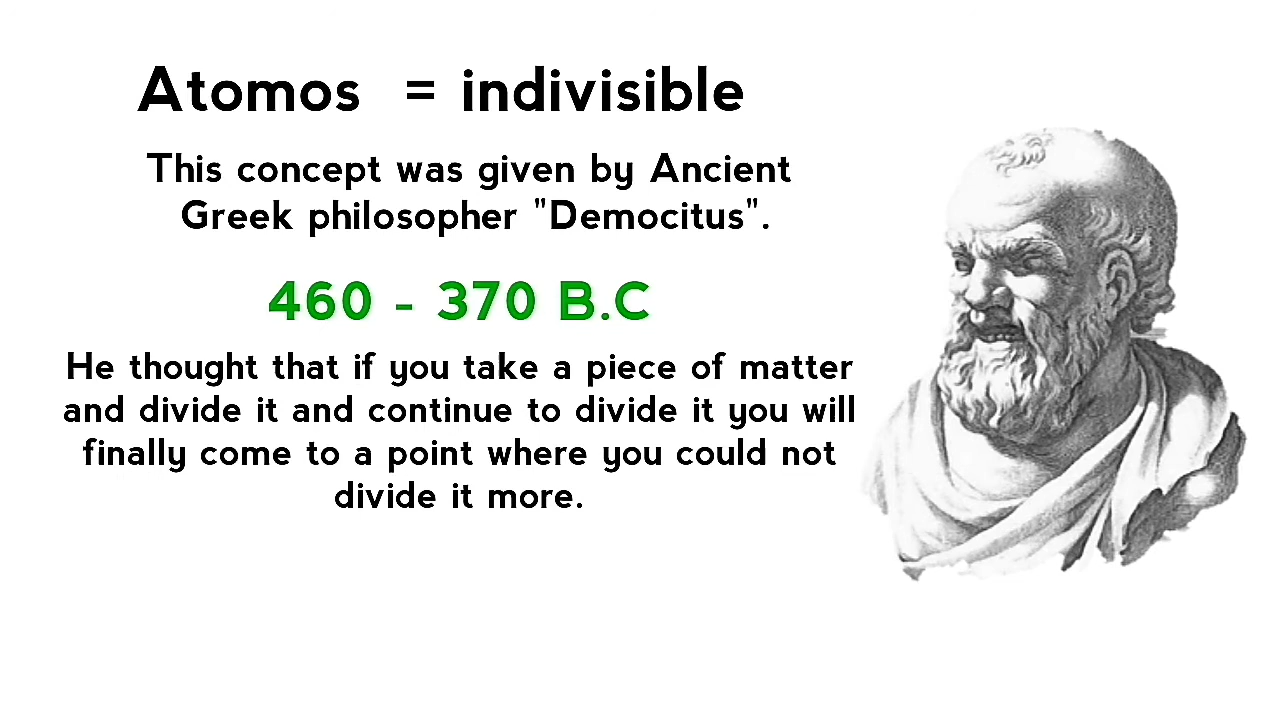 Atomos = indivisible
This concept was given by Ancient
Greek philosopher "Democitus".
460 - 370 B.C
He thought that if you take a piece of matter
and divide it and continue to divide it you will
finally come to a point where you could not
divide it more.